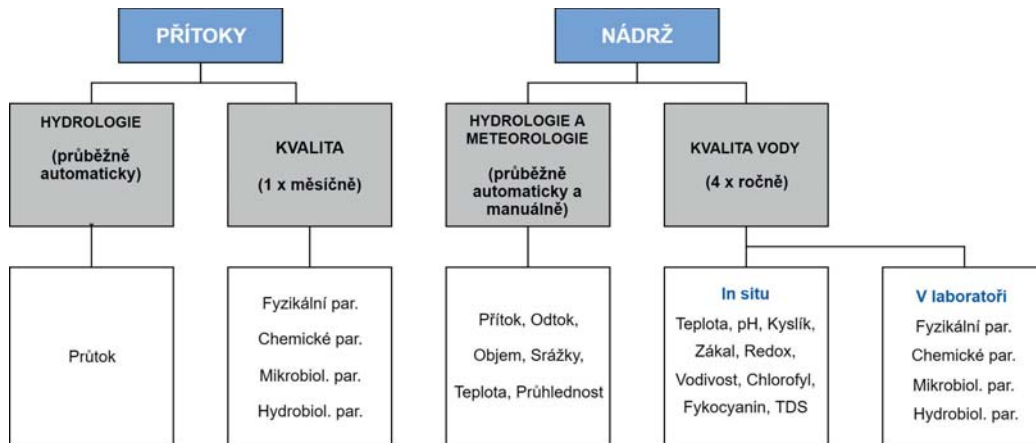 PŘÍTOKY
NÁDRŽ
HYDROLOGIE
(průběžně
automaticky)
KVALITA
(1 x měsíčně)
HYDROLOGIE A
METEOROLOGIE
(průběžně
automaticky a
manuálně)
KVALITA VODY
(4 x ročně)
Průtok
Fyzikální par.
Chemické par.
Mikrobiol. par.
Hydrobiol. par.
Přítok, Odtok,
Objem, Srážky,
Teplota, Průhlednost
In situ
Teplota, pH, Kyslík,
Zákal, Redox,
Vodivost, Chlorofyl,
Fykocyanin, TDS
V laboratoři
Fyzikální par.
Chemické par.
Mikrobiol. par.
Hydrobiol. par.